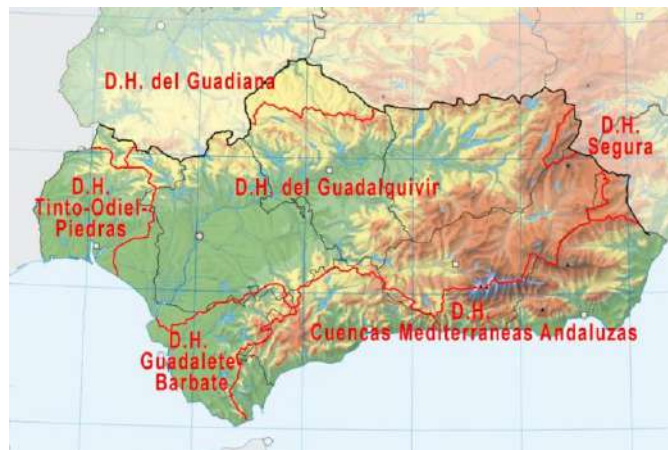 D.H. del Guadiana
D.H.
Segura
D.H.
Tinto-Odiel-
Piedras
D.H. del Guadalquivir
D.H.
Cuencas Mediterráneas Andaluzas
D.H.
Guadalete
Barbate